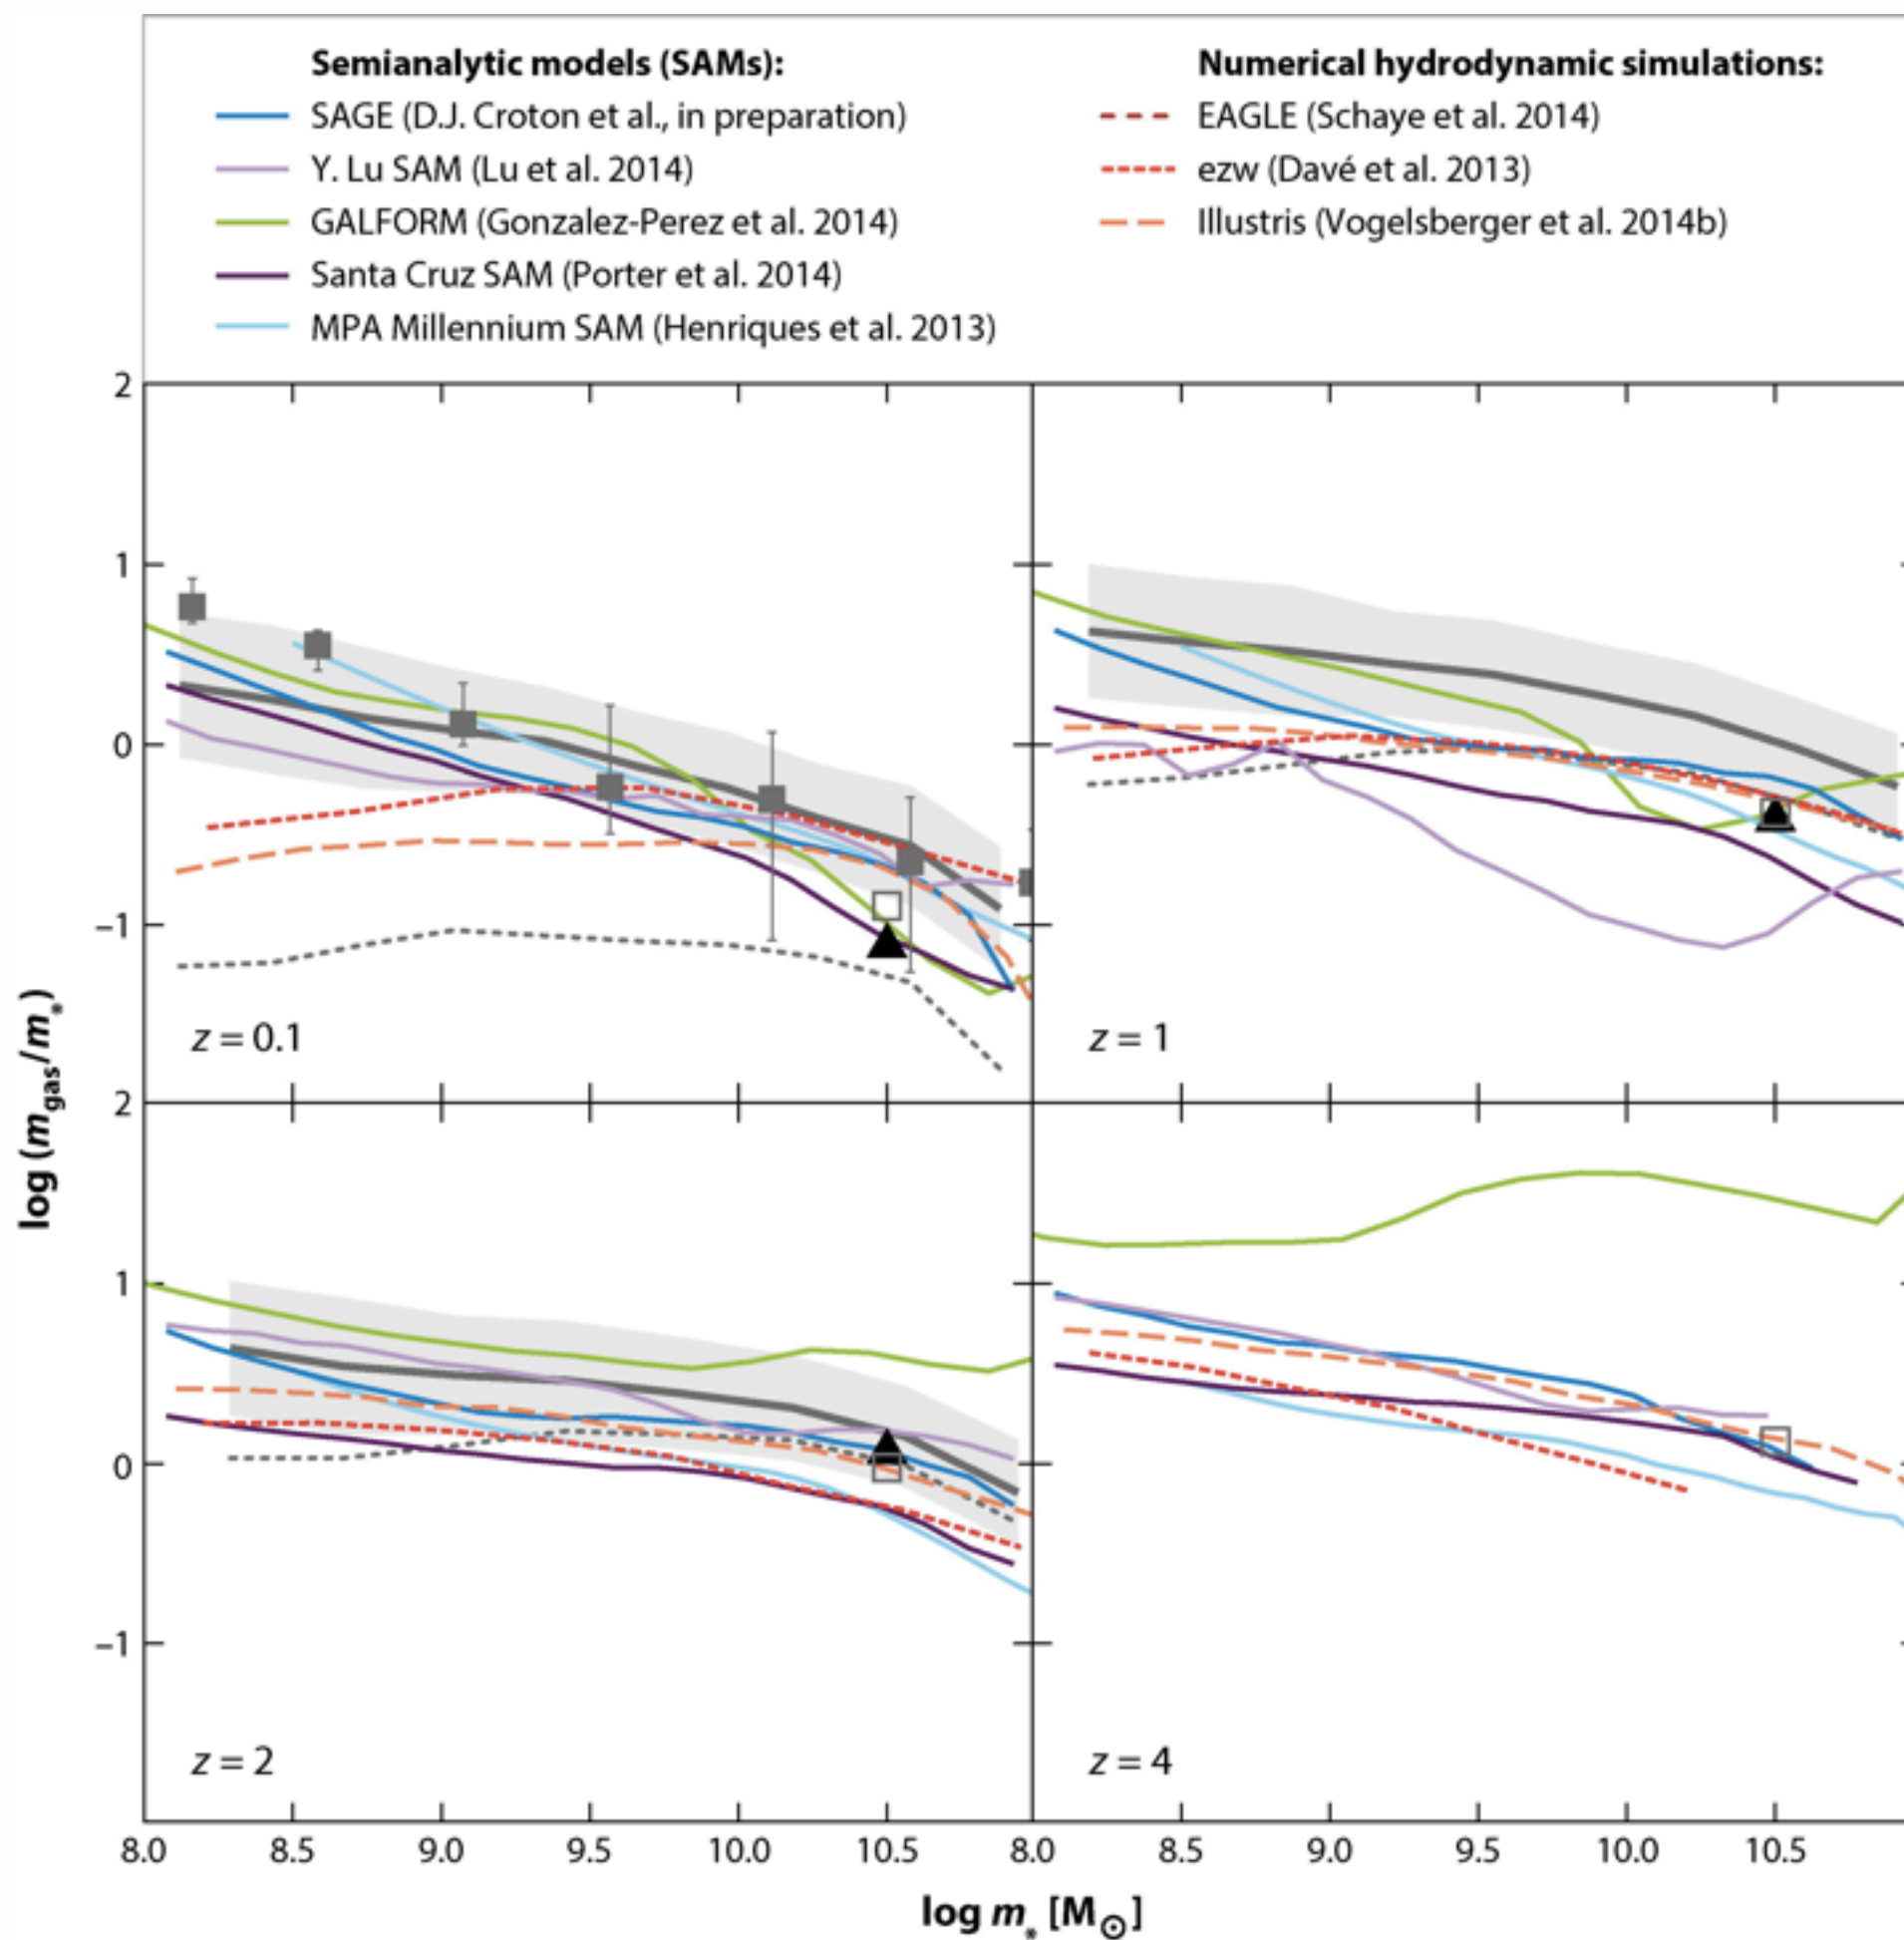 Semianalytic models (SAMs):
SAGE (D.J. Croton et al., in preparation)
Y. Lu SAM (Lu et al. 2014)
GALFORM (Gonzalez-Perez et al. 2014)
Santa Cruz SAM (Porter et al. 2014)
MPA Millennium SAM (Henriques et al. 2013)
Numerical hydrodynamic simulations:
EAGLE (Schaye et al. 2014)
ezw (Davé et al. 2013)
Illustris (Vogelsberger et al. 2014b)
2
1
0
−1
z = 0.1
z = 1
2
1
0
−1
z = 2
z = 4
8.0 8.5 9.0 9.5 10.0 10.5 8.0 8.5 9.0 9.5 10.0 10.5
log (m_gas/m_*)
log m_* [M_⊙]